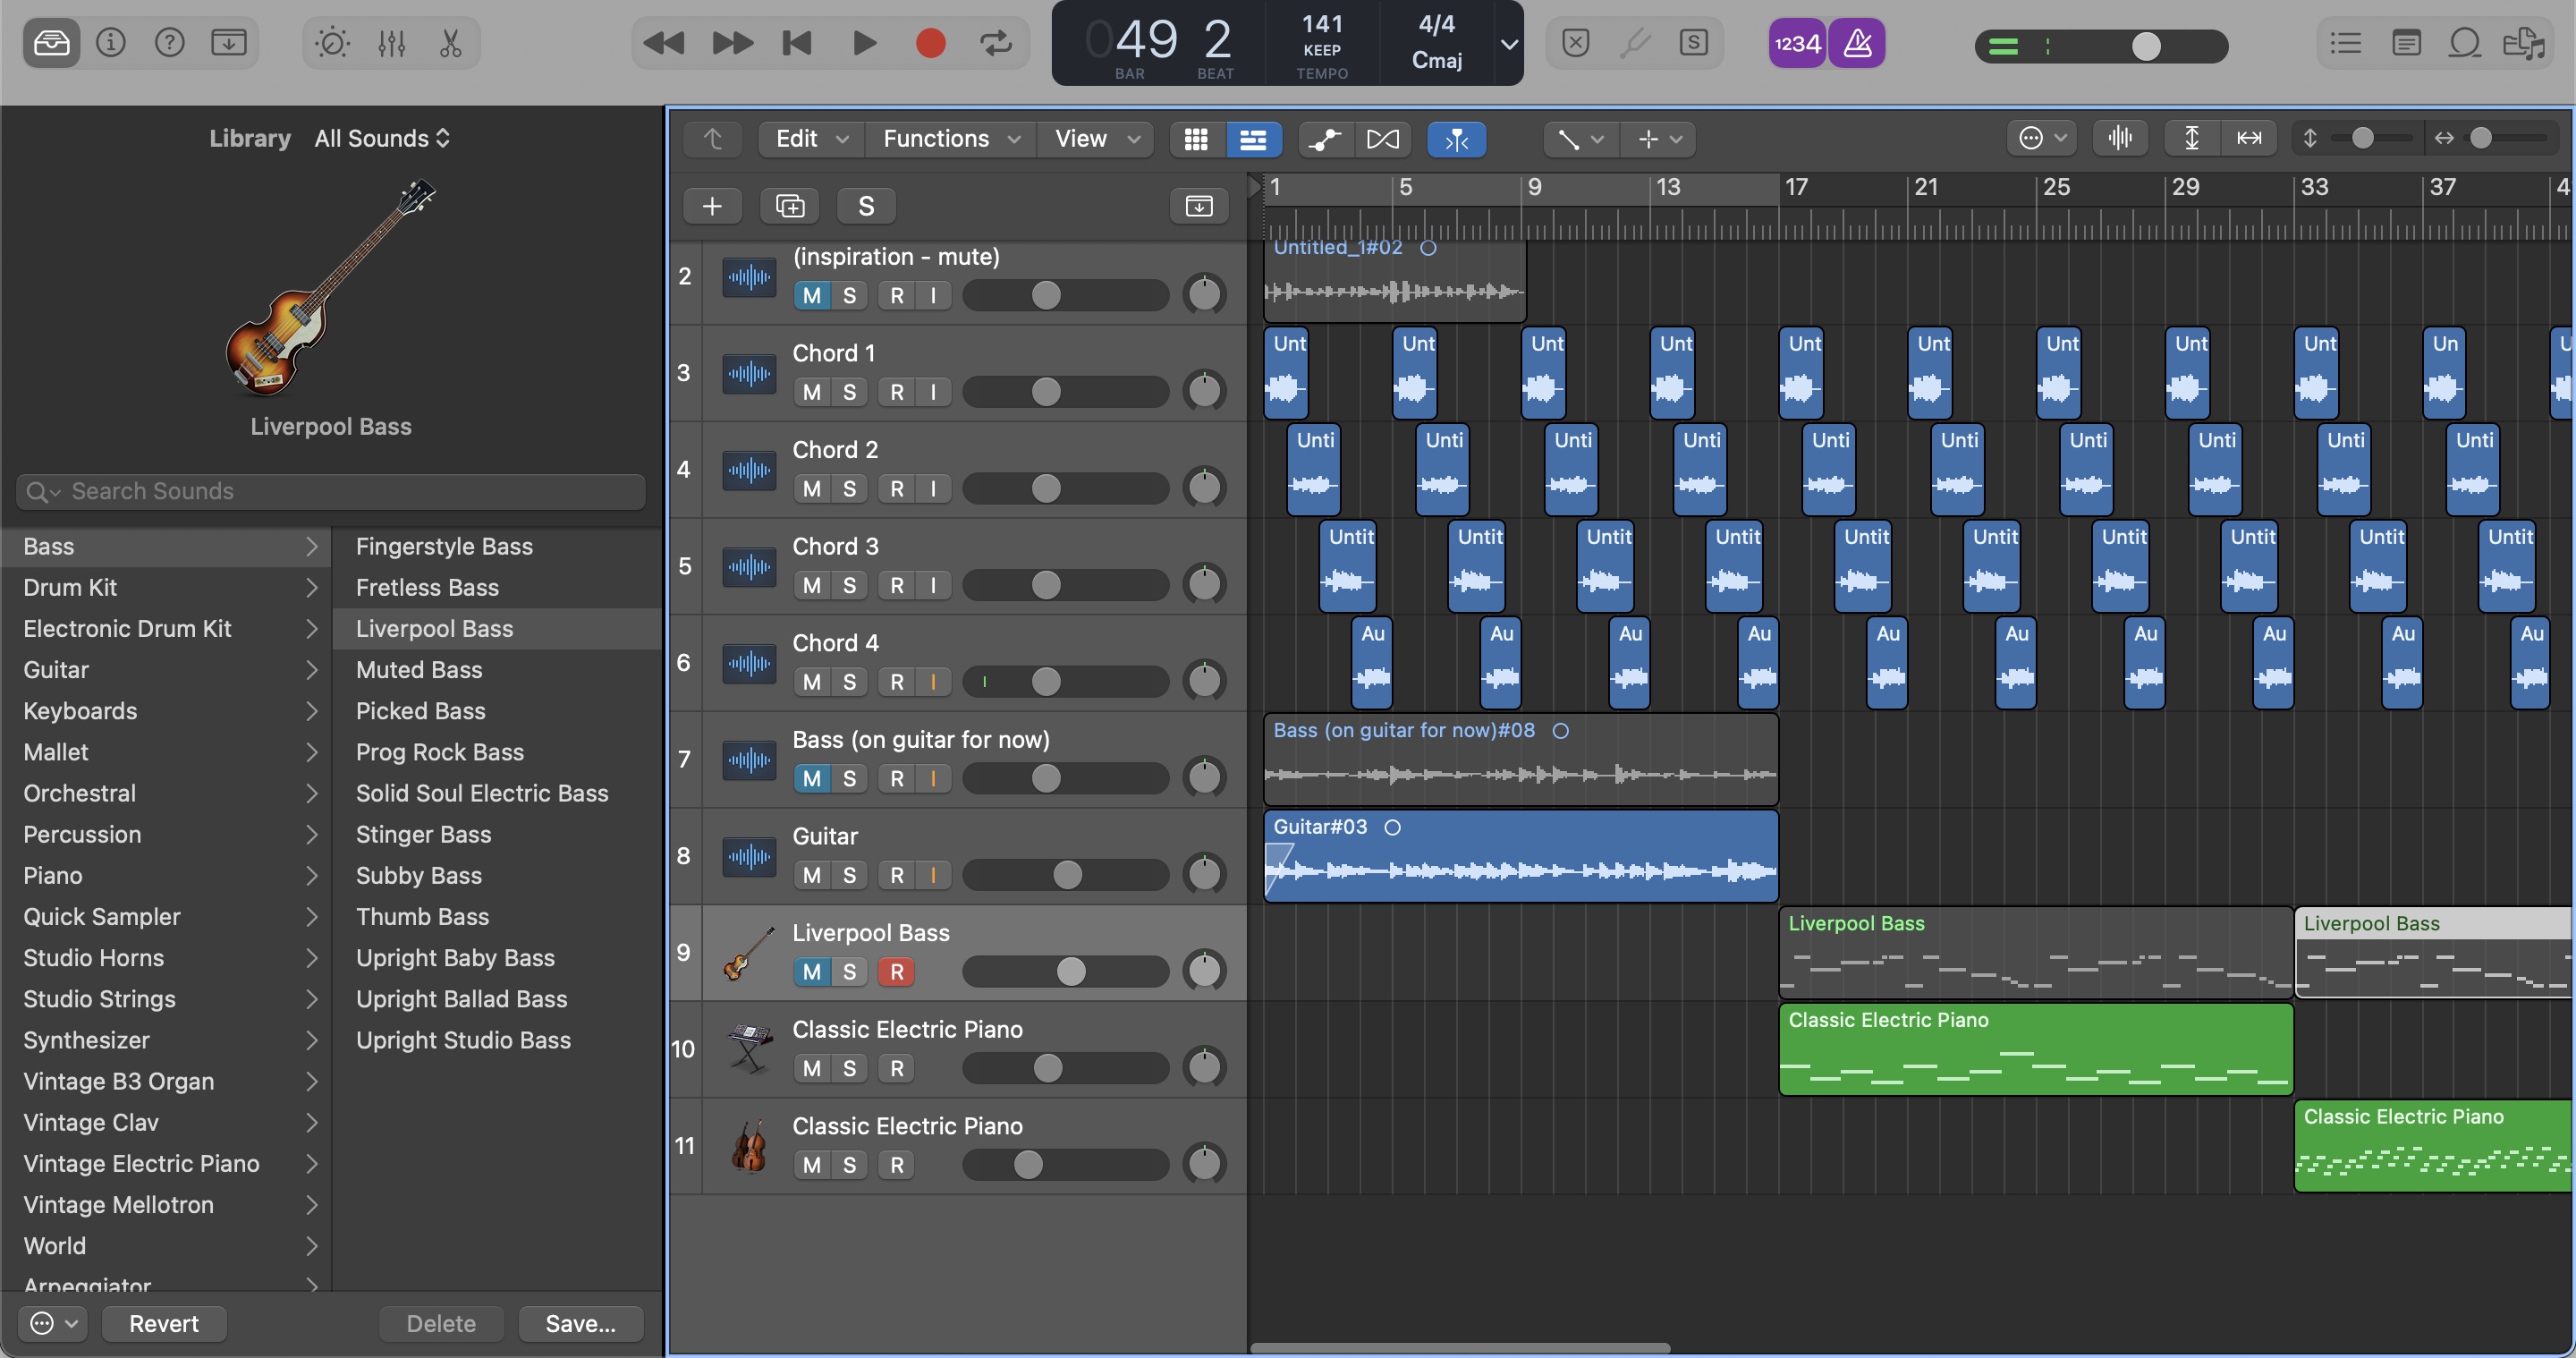 049 2
BAR BEAT
141
KEEP
TEMPO
4/4
Cmaj
S
1234
Library All Sounds
Liverpool Bass
Search Sounds
Bass
Drum Kit
Electronic Drum Kit
Guitar
Keyboards
Mallet
Orchestral
Percussion
Piano
Quick Sampler
Studio Horns
Studio Strings
Synthesizer
Vintage B3 Organ
Vintage Clav
Vintage Electric Piano
Vintage Mellotron
World
Arpeggiator
Fingerstyle Bass
Fretless Bass
Liverpool Bass
Muted Bass
Picked Bass
Prog Rock Bass
Solid Soul Electric Bass
Stinger Bass
Subby Bass
Thumb Bass
Upright Baby Bass
Upright Ballad Bass
Upright Studio Bass
Revert Delete Save...
Edit Functions View
S
1 5 9 13 17 21 25 29 33 37 4
2 (inspiration - mute)
M S R I
Untitled_1#02
3 Chord 1
M S R I
Unt Unt Unt Unt Unt Unt Unt Unt Unt Un U
4 Chord 2
M S R I
Unti Unti Unti Unti Unti Unti Unti Unti Unti Unti
5 Chord 3
M S R I
Untit Untit Untit Untit Untit Untit Untit Untit Untit Untit
6 Chord 4
M S R I
Au Au Au Au Au Au Au Au Au Au
7 Bass (on guitar for now)
M S R I
Bass (on guitar for now)#08
8 Guitar
M S R I
Guitar#03
9 Liverpool Bass
M S R
Liverpool Bass Liverpool Bass
10 Classic Electric Piano
M S R
Classic Electric Piano
11 Classic Electric Piano
M S R
Classic Electric Piano